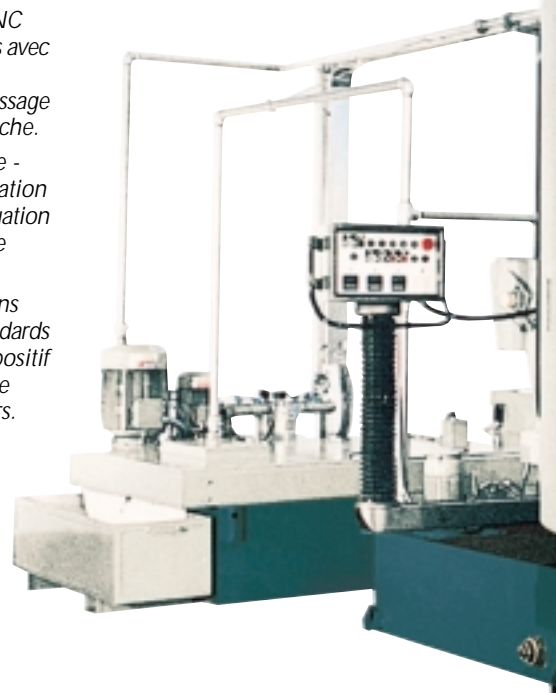 NC
s avec
ssage
che.
e -
ation
uation
e
ns
dards
positif
e
rs.